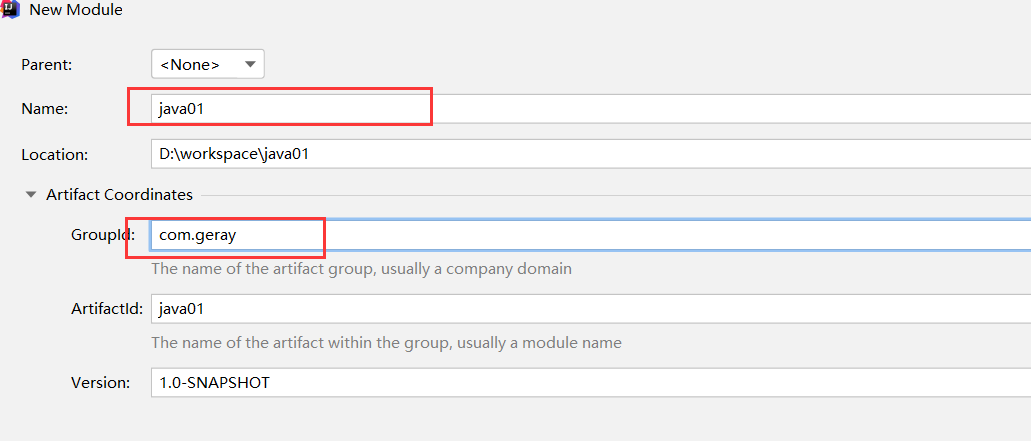 New Module
Parent: <None>
Name: java01
Location: D:\workspace\java01
Artifact Coordinates
GroupId: com.geray
The name of the artifact group, usually a company domain
ArtifactId: java01
The name of the artifact within the group, usually a module name
Version: 1.0-SNAPSHOT